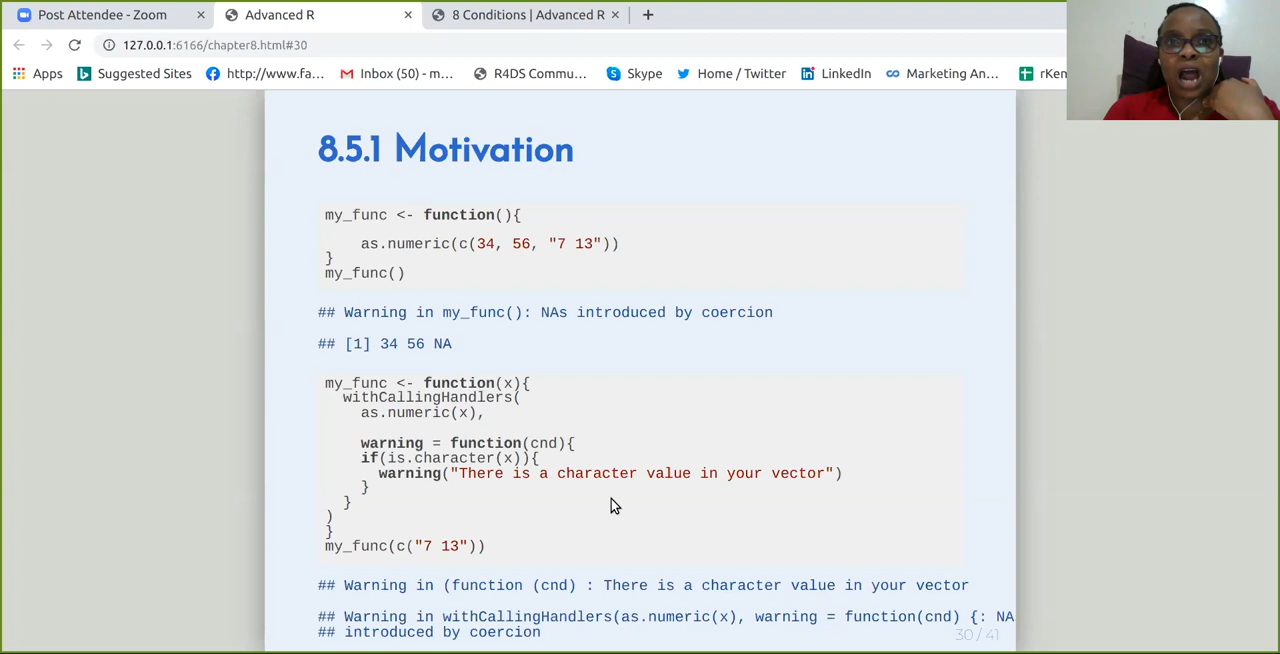 Post Attendee - Zoom × Advanced R × 8 Conditions | Advanced R × +
127.0.0.1:6166/chapter8.html#30
Apps Suggested Sites http://www.fa... Inbox (50) - m... R4DS Commu... Skype Home / Twitter LinkedIn Marketing An... rKen
8.5.1 Motivation
my_func <- function(){
as.numeric(c(34, 56, "7 13"))
}
my_func()
## Warning in my_func(): NAs introduced by coercion
## [1] 34 56 NA
my_func <- function(x){
withCallingHandlers(
as.numeric(x),
warning = function(cnd){
if(is.character(x)){
warning("There is a character value in your vector")
}
}
)
}
my_func(c("7 13"))
## Warning in (function (cnd) : There is a character value in your vector
## Warning in withCallingHandlers(as.numeric(x), warning = function(cnd) {: NA
## introduced by coercion
30 / 41